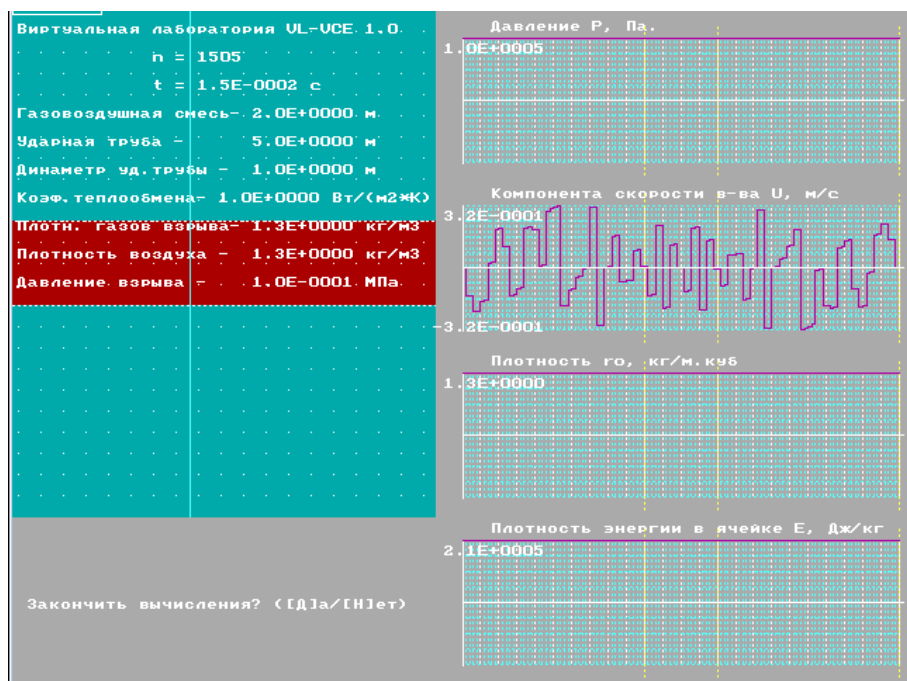 Виртуальная лаборатория VL-VCE 1.0
n = 1505
t = 1.5E-0002 с
Газовоздушная смесь- 2.0E+0000 м
Ударная труба - 5.0E+0000 м
Динаметр уд.трубы - 1.0E+0000 м
Коэф.теплообмена- 1.0E+0000 Вт/(м2*К)
Плотн. газов взрыва- 1.3E+0000 кг/м3
Плотность воздуха - 1.3E+0000 кг/м3
Давление взрыва - 1.0E-0001 МПа
Закончить вычисления? ([Д]а/[Н]ет)
Давление P, Па.
1.0E+0005
Компонента скорости в-ва U, м/с
3.2E-0001
-3.2E-0001
Плотность ro, кг/м.куб
1.3E+0000
Плотность энергии в ячейке E, Дж/кг
2.1E+0005